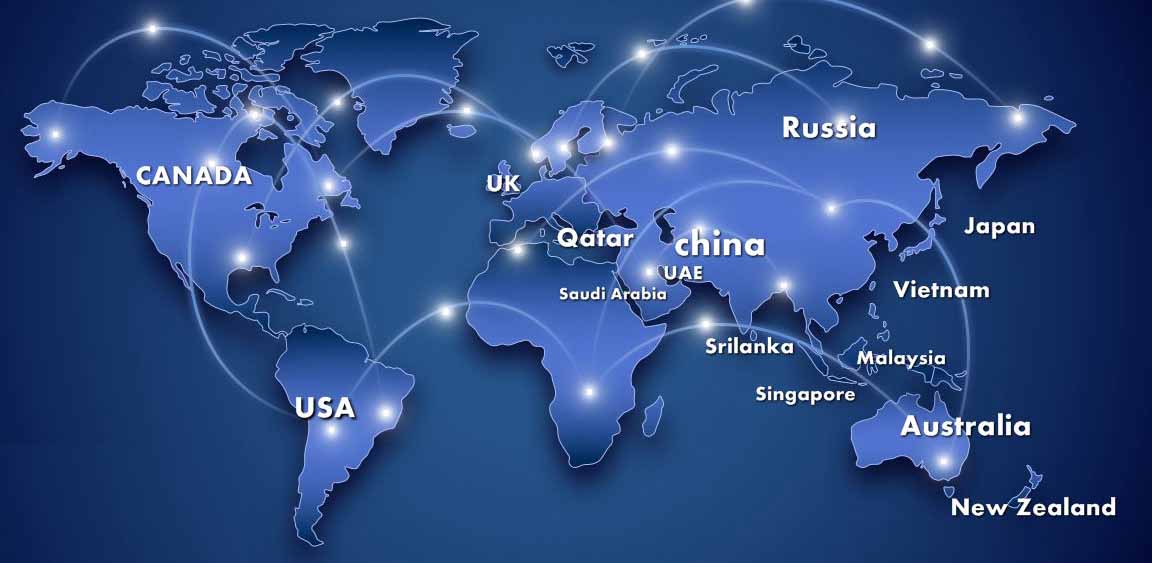 Russia
CANADA
UK
Japan
Qatar
china
UAE
Saudi Arabia
Vietnam
Srilanka
Malaysia
Singapore
USA
Australia
New Zealand